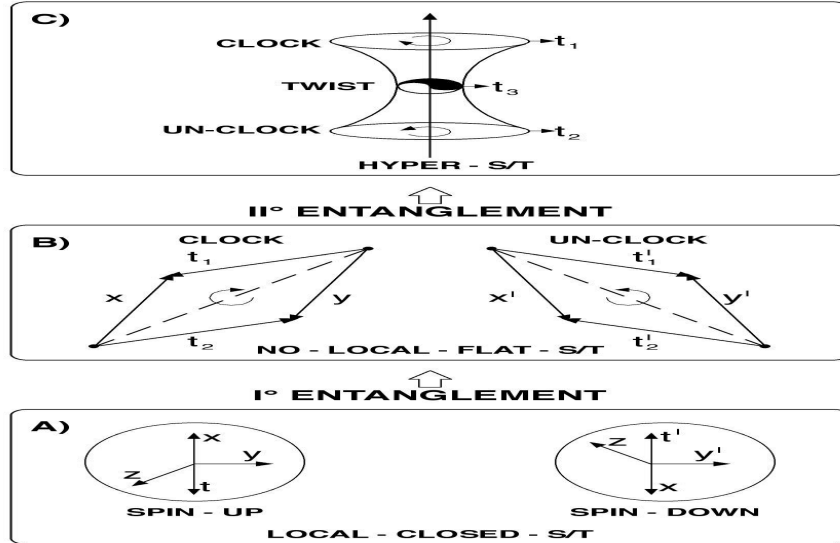 C)
CLOCK
t1
TWIST
t3
UN-CLOCK
t2
HYPER - S/T
II° ENTANGLEMENT
B)
CLOCK
UN-CLOCK
t1
t'1
x
y
x'
y'
t2
t'2
NO - LOCAL - FLAT - S/T
I° ENTANGLEMENT
A)
x
t'
z
y
z
y'
t
x
SPIN - UP
SPIN - DOWN
LOCAL - CLOSED - S/T